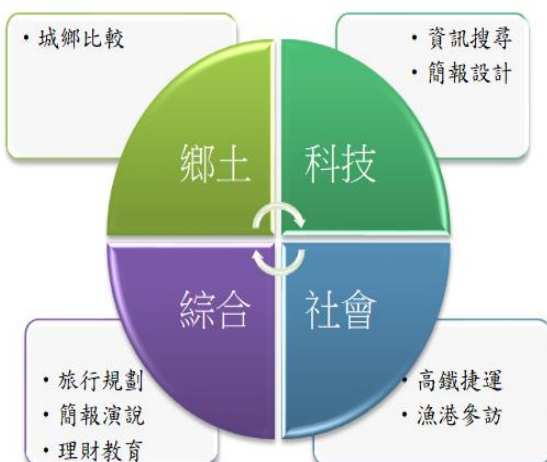 • 城鄉比較
• 資訊搜尋
• 簡報設計
鄉土
科技
綜合
社會
• 旅行規劃
• 簡報演說
• 理財教育
• 高鐵捷運
• 漁港參訪